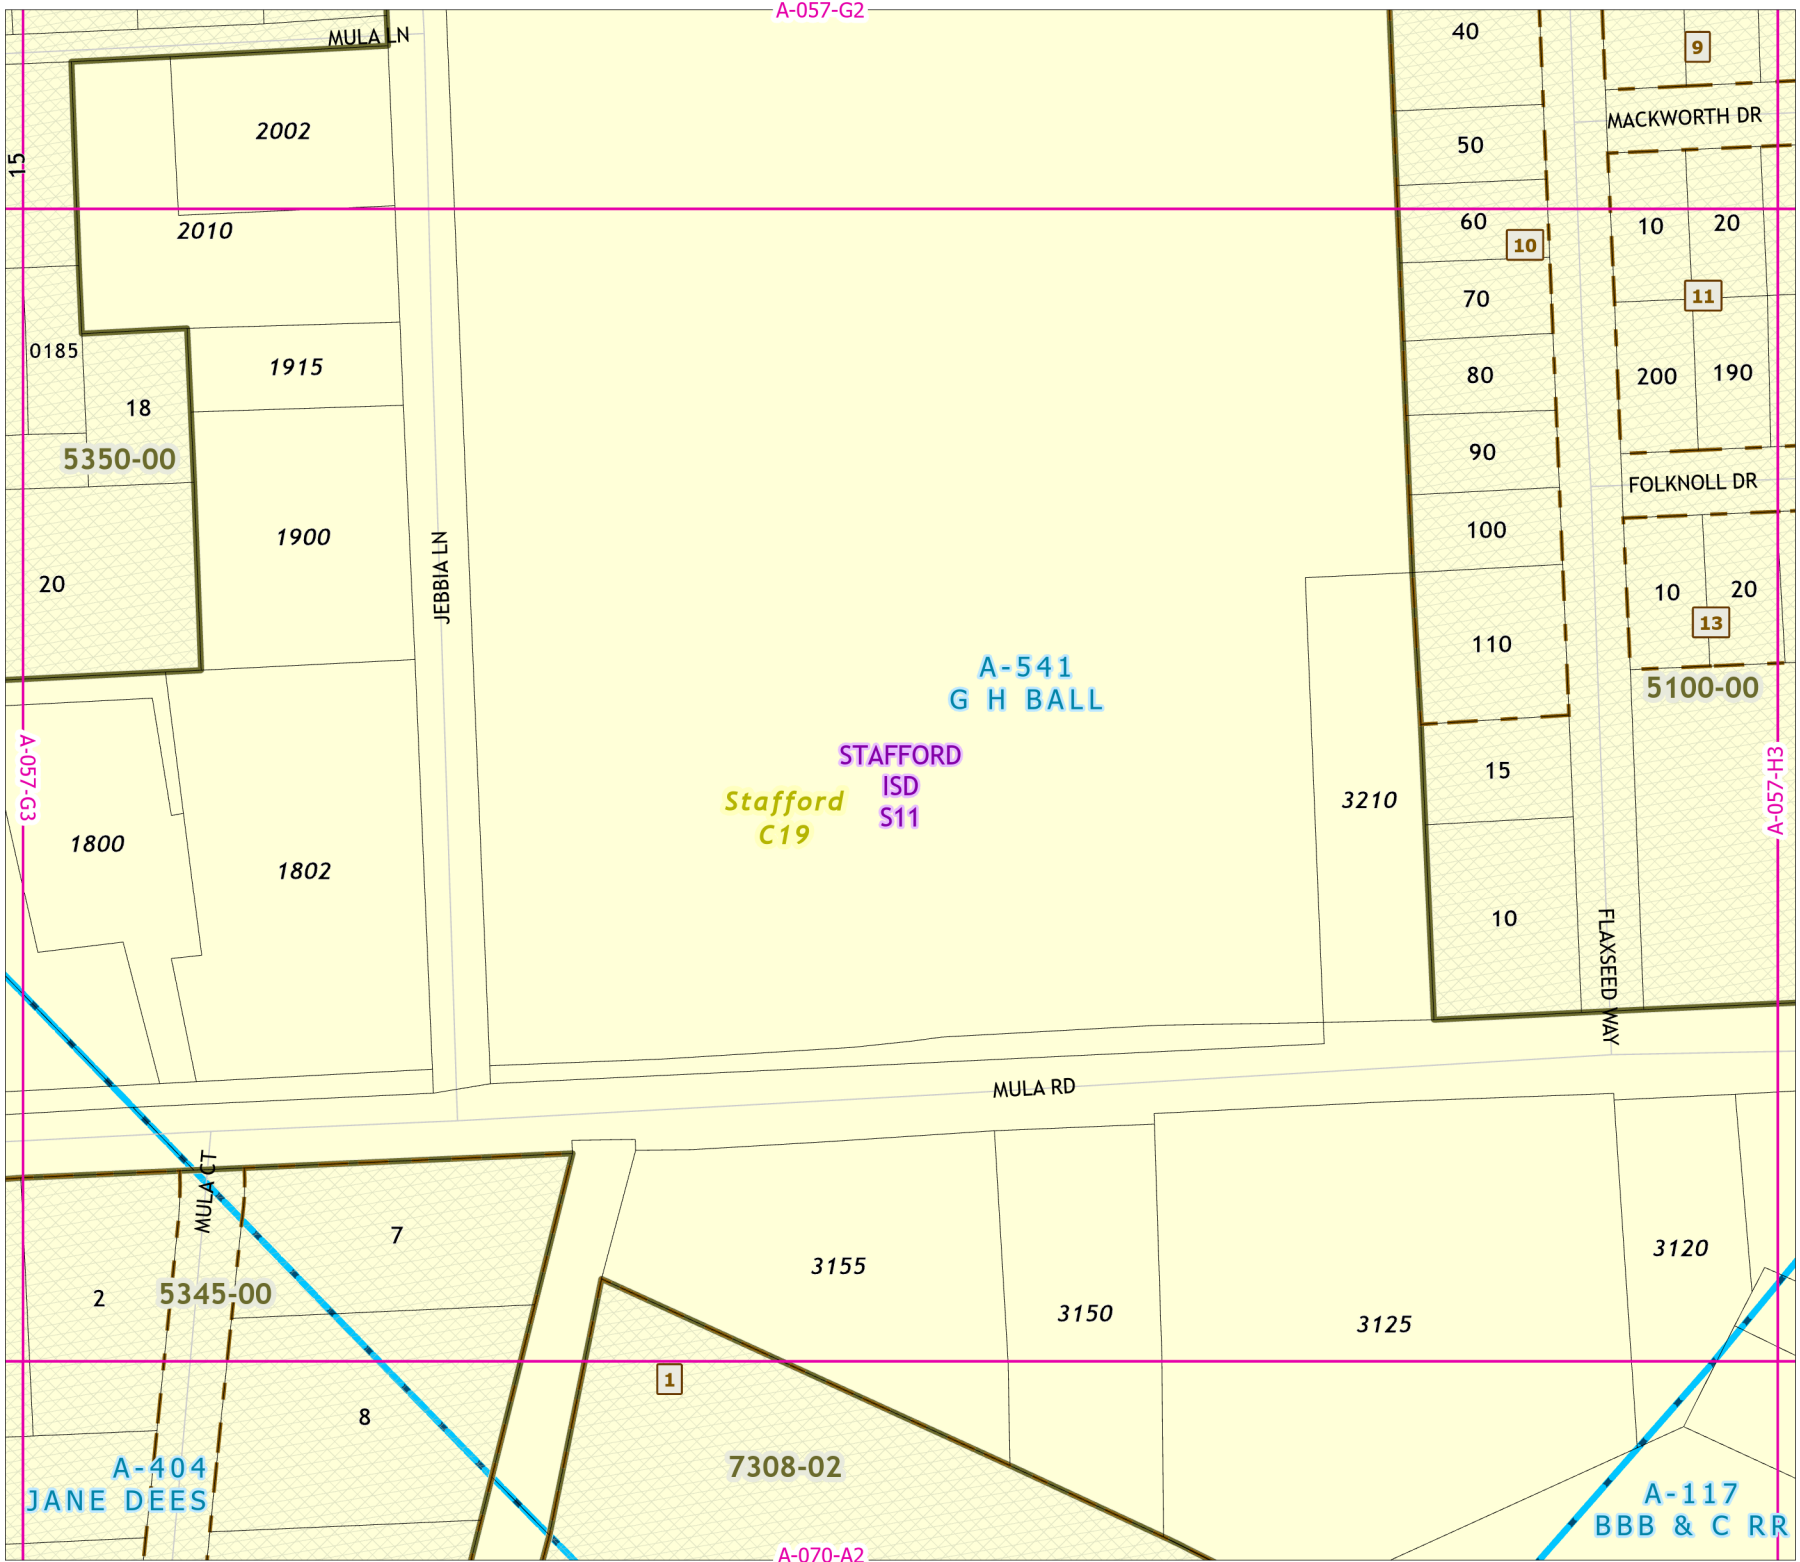 A-057-G2
MULA LN
40
9
2002
MACKWORTH DR
50
15
2010
60
10
10
20
70
11
0185
1915
80
200
190
18
5350-00
90
FOLKNOLL DR
1900
100
JEBBIA LN
20
10
20
13
110
A-541
G H BALL
5100-00
STAFFORD
ISD
S11
Stafford
C19
15
3210
A-057-G3
A-057-H3
1800
1802
10
FLAXSEED WAY
MULA RD
MULA CT
7
3155
3120
2
5345-00
3150
3125
1
8
7308-02
A-404
JANE DEES
A-117
BBB & C RR
A-070-A2